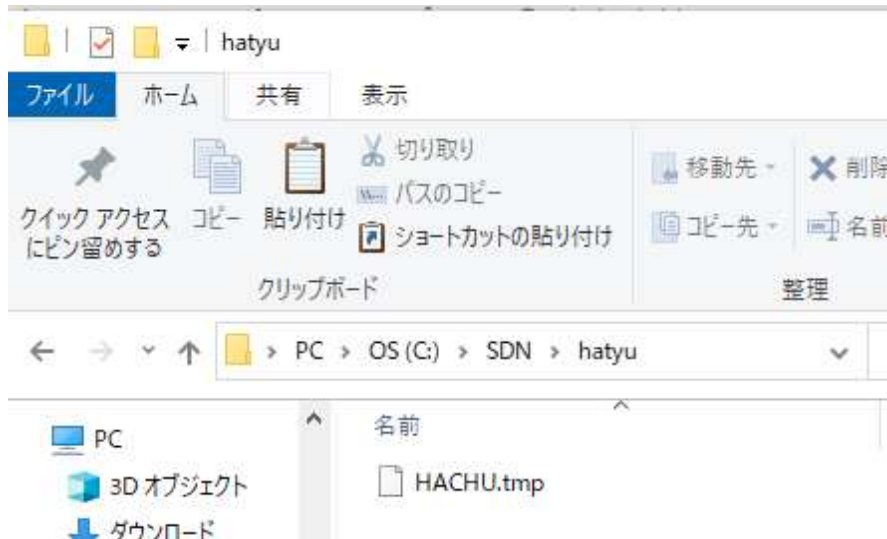 hatyu
ファイル ホーム 共有 表示
クイック アクセス
にピン留めする
コピー
貼り付け
切り取り
パスのコピー
ショートカットの貼り付け
移動先
コピー先
削除
名前
クリップボード 整理
PC > OS (C:) > SDN > hatyu
PC
3D オブジェクト
ダウンロード
名前
HACHU.tmp